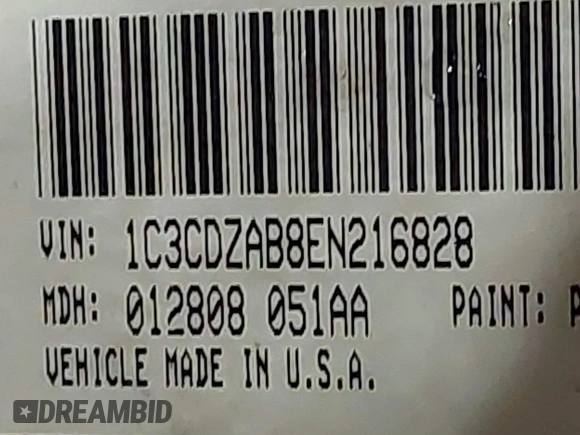 VIN: 1C3CDZAB8EN216828
MDH: 012808 051AA PAINT: P
VEHICLE MADE IN U.S.A.
DREAMBID